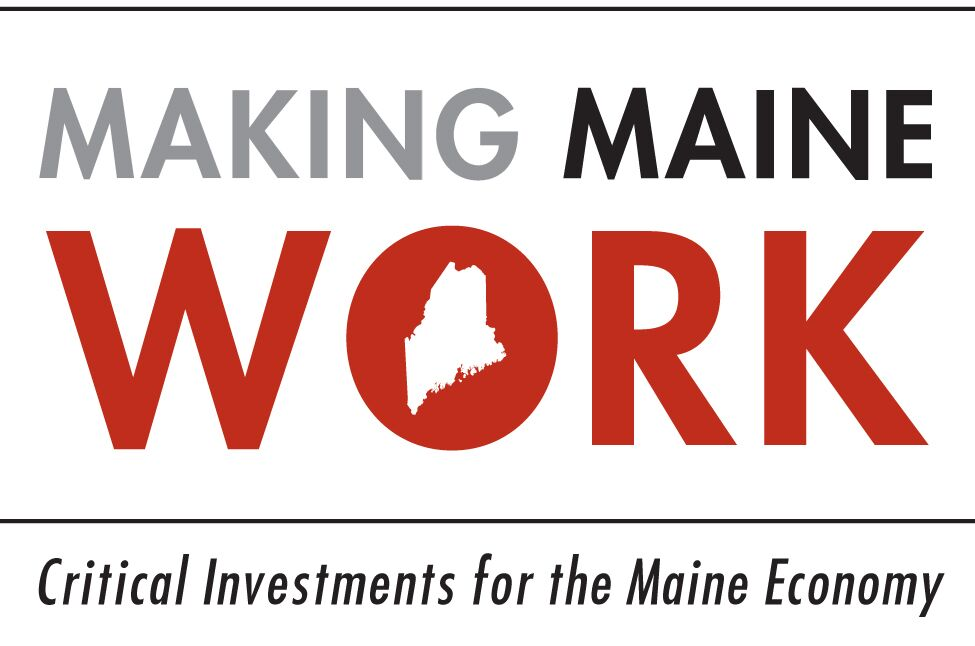 MAKING MAINE
WORK
Critical Investments for the Maine Economy